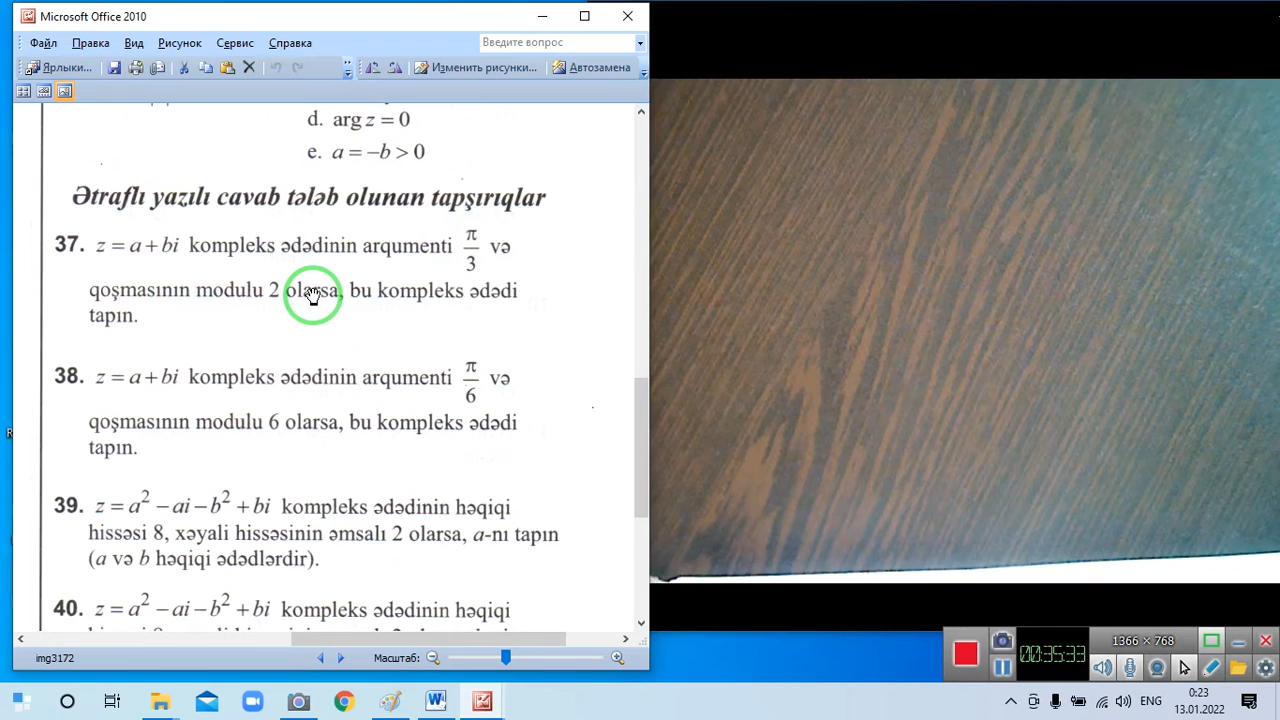 Microsoft Office 2010
Файл Правка Вид Рисунок Сервис Справка Введите вопрос
Ярлыки... Изменить рисунки... Автозамена
d. arg z = 0
e. a = −b > 0
Ətraflı yazılı cavab tələb olunan tapşırıqlar
37. z = a + bi kompleks ədədinin arqumenti π/3 və
qoşmasının modulu 2 olarsa, bu kompleks ədədi
tapın.
38. z = a + bi kompleks ədədinin arqumenti π/6 və
qoşmasının modulu 6 olarsa, bu kompleks ədədi
tapın.
39. z = a² − ai − b² + bi kompleks ədədinin həqiqi
hissəsi 8, xəyali hissəsinin əmsalı 2 olarsa, a-nı tapın
(a və b həqiqi ədədlərdir).
40. z = a² − ai − b² + bi kompleks ədədinin həqiqi
img3172 Масштаб:
1366 × 768
00:35:33
ENG
0:23
13.01.2022